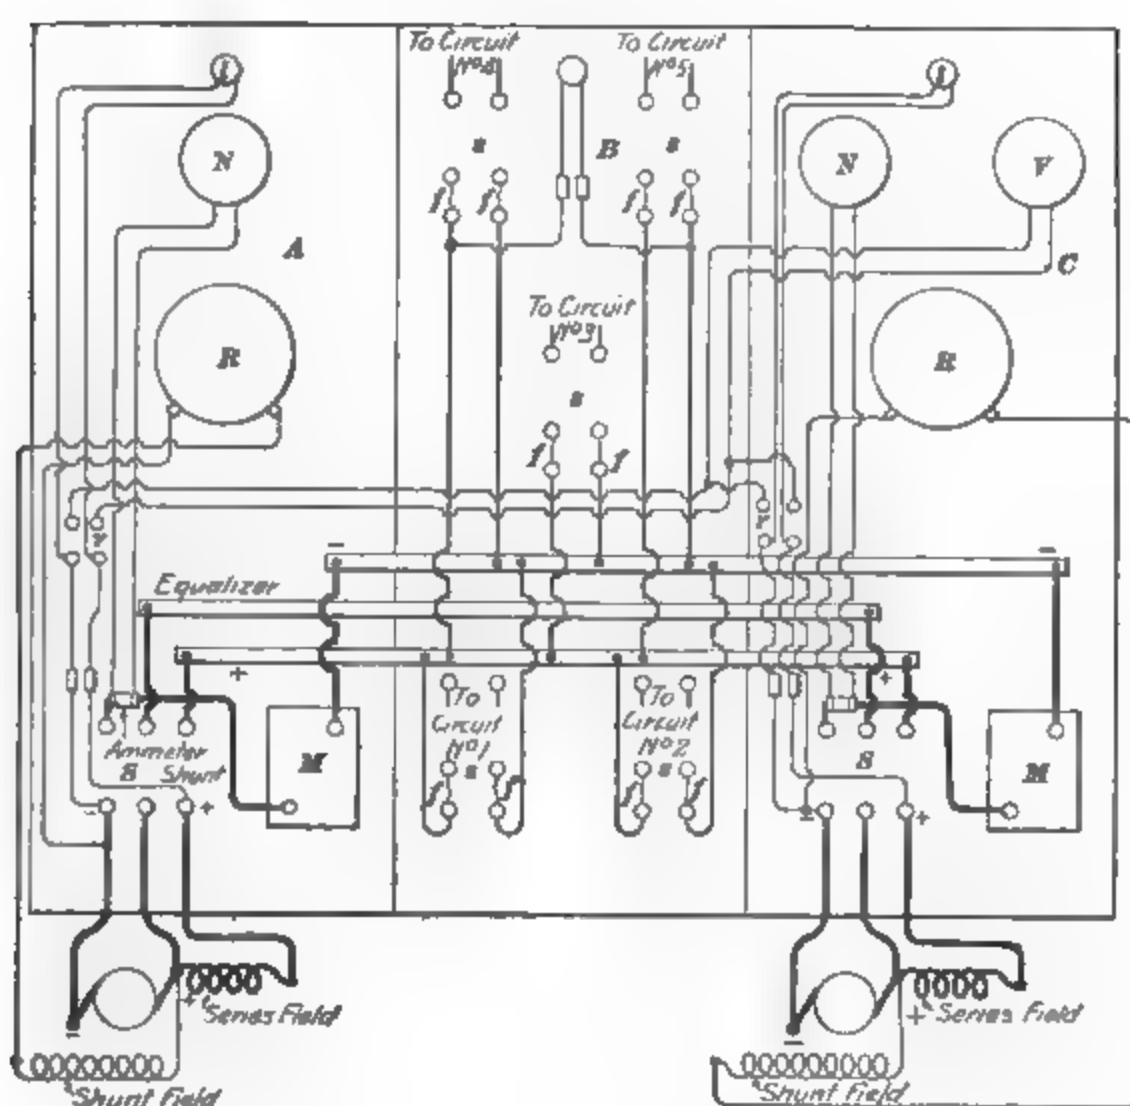 To Circuit
No4
To Circuit
No5
N
s
B
s
N
V
f
f
f
f
A
C
To Circuit
No3
R
R
s
f
f
-
-
Equalizer
+
+
To
Circuit
No1
s
f
f
To
Circuit
No2
s
f
f
Ammeter
Shunt
S
M
S
M
-
+
+
+
Series Field
+
Series Field
-
-
Shunt Field
Shunt Field